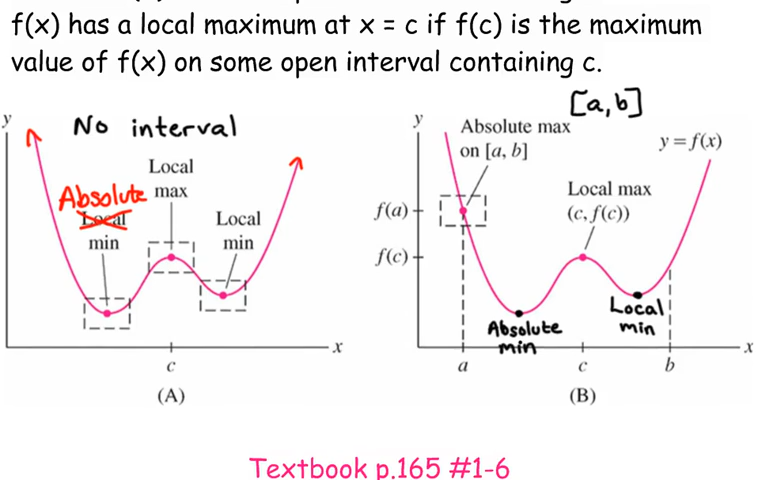 f(x) has a local maximum at x = c if f(c) is the maximum
value of f(x) on some open interval containing c.
y
No interval
Local
max
Absolute
Local
min
Local
min
x
c
(A)
[a,b]
y
Absolute max
on [a, b]
y = f(x)
Local max
(c, f(c))
f(a)
f(c)
Absolute
min
Local
min
x
a
c
b
(B)
Textbook p.165 #1-6